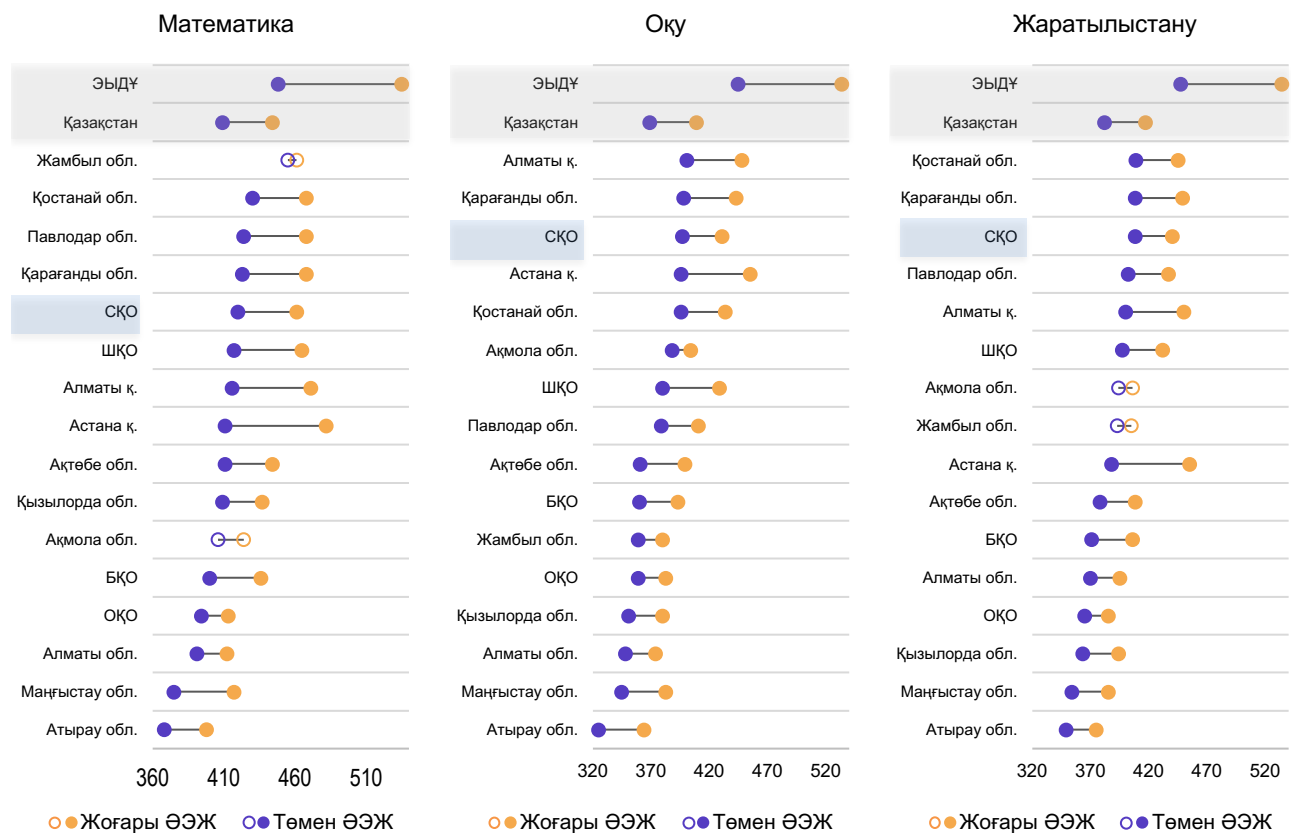 Математика
ЭЫДҰ
Қазақстан
Жамбыл обл.
Қостанай обл.
Павлодар обл.
Қарағанды обл.
СҚО
ШҚО
Алматы қ.
Астана қ.
Ақтөбе обл.
Қызылорда обл.
Ақмола обл.
БҚО
ОҚО
Алматы обл.
Маңғыстау обл.
Атырау обл.
360 410 460 510
Жоғары ӘЭЖ Төмен ӘЭЖ
Оқу
ЭЫДҰ
Қазақстан
Алматы қ.
Қарағанды обл.
СҚО
Астана қ.
Қостанай обл.
Ақмола обл.
ШҚО
Павлодар обл.
Ақтөбе обл.
БҚО
Жамбыл обл.
ОҚО
Қызылорда обл.
Алматы обл.
Маңғыстау обл.
Атырау обл.
320 370 420 470 520
Жоғары ӘЭЖ Төмен ӘЭЖ
Жаратылыстану
ЭЫДҰ
Қазақстан
Қостанай обл.
Қарағанды обл.
СҚО
Павлодар обл.
Алматы қ.
ШҚО
Ақмола обл.
Жамбыл обл.
Астана қ.
Ақтөбе обл.
БҚО
Алматы обл.
ОҚО
Қызылорда обл.
Маңғыстау обл.
Атырау обл.
320 370 420 470 520
Жоғары ӘЭЖ Төмен ӘЭЖ